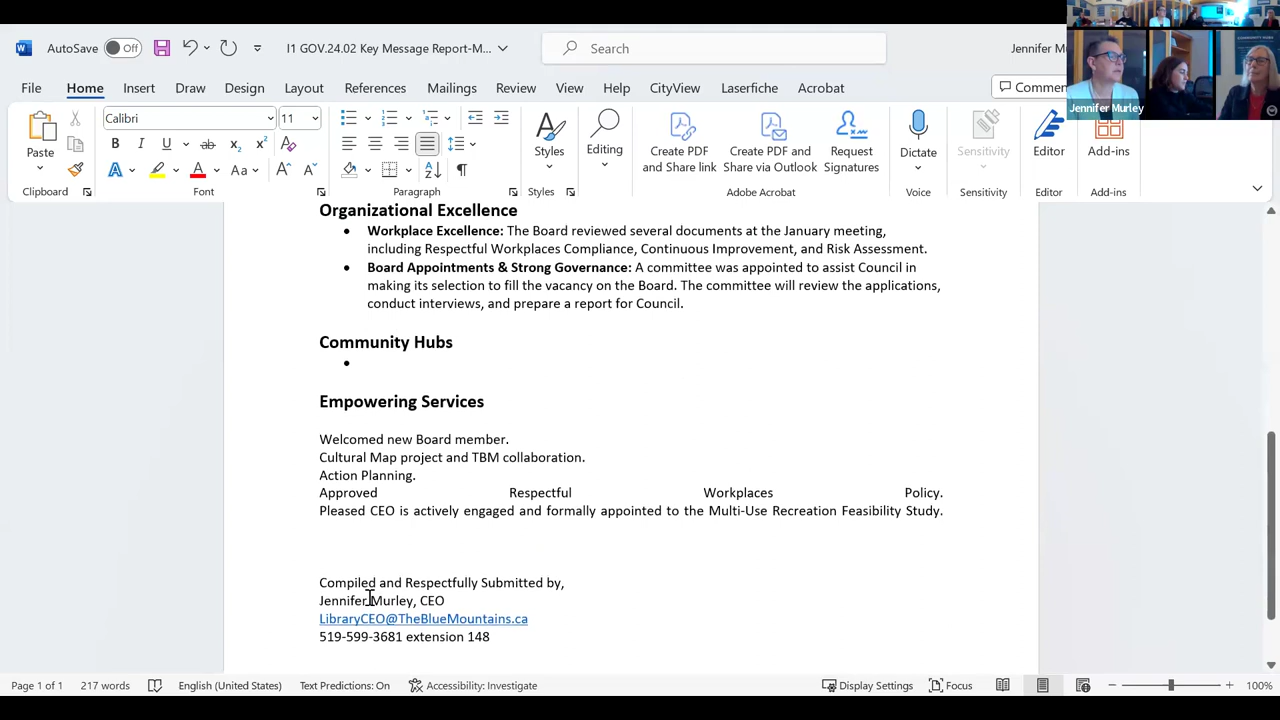 AutoSave Off
I1 GOV.24.02 Key Message Report-M...
Search
Jennifer Mu
File Home Insert Draw Design Layout References Mailings Review View Help CityView Laserfiche Acrobat
Commen
Jennifer Murley
Calibri 11
Paste
Styles
Editing
Create PDF
and Share link
Create PDF and
Share via Outlook
Request
Signatures
Dictate
Sensitivity
Editor
Add-ins
Clipboard Font Paragraph Styles Adobe Acrobat Voice Sensitivity Editor Add-ins
Organizational Excellence
• Workplace Excellence: The Board reviewed several documents at the January meeting,
including Respectful Workplaces Compliance, Continuous Improvement, and Risk Assessment.
• Board Appointments & Strong Governance: A committee was appointed to assist Council in
making its selection to fill the vacancy on the Board. The committee will review the applications,
conduct interviews, and prepare a report for Council.
Community Hubs
•
Empowering Services
Welcomed new Board member.
Cultural Map project and TBM collaboration.
Action Planning.
Approved Respectful Workplaces Policy.
Pleased CEO is actively engaged and formally appointed to the Multi-Use Recreation Feasibility Study.
Compiled and Respectfully Submitted by,
Jennifer Murley, CEO
LibraryCEO@TheBlueMountains.ca
519-599-3681 extension 148
Page 1 of 1 217 words English (United States) Text Predictions: On Accessibility: Investigate Display Settings Focus 100%